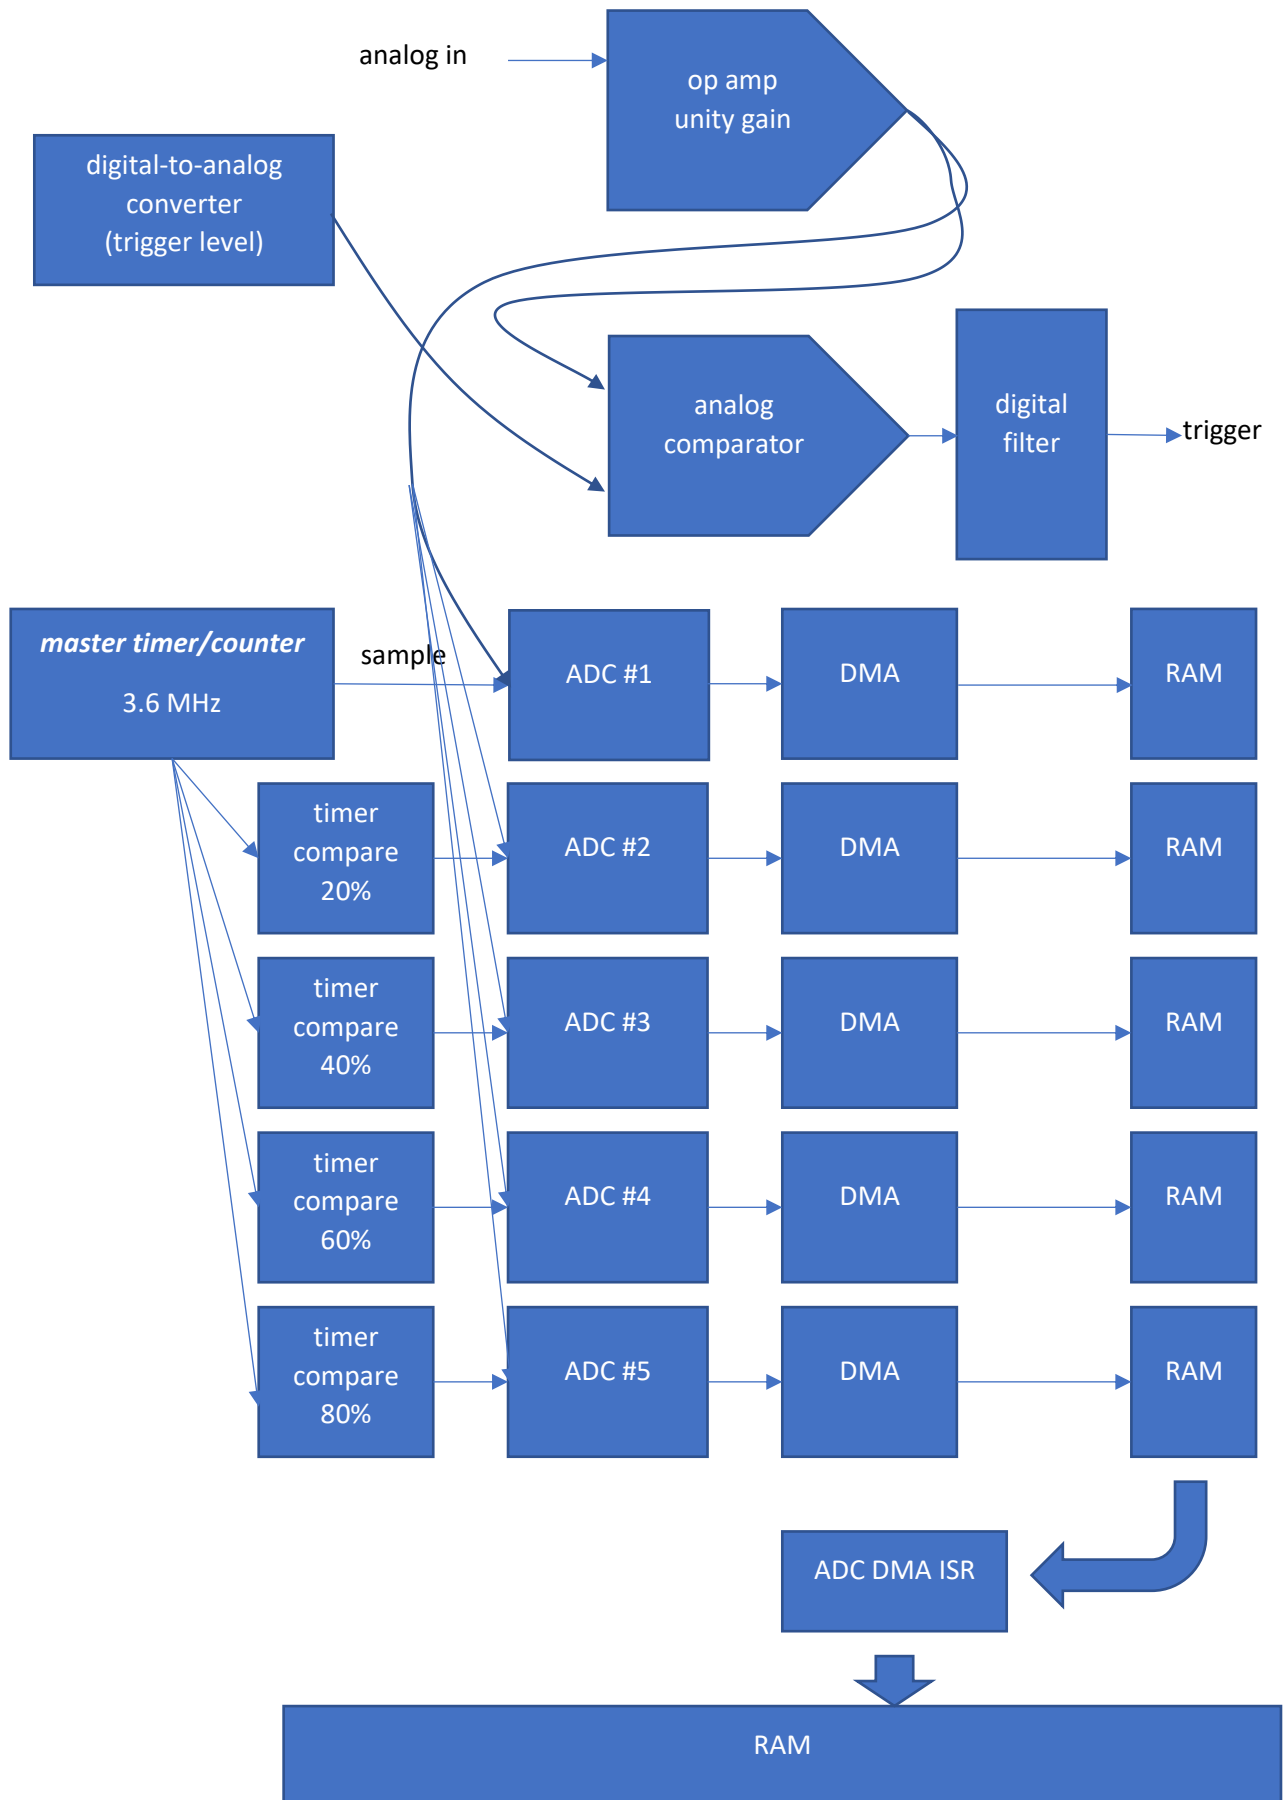 analog in
op amp
unity gain
digital-to-analog
converter
(trigger level)
analog
comparator
digital
filter
trigger
master timer/counter
3.6 MHz
sample
ADC #1
DMA
RAM
timer
compare
20%
ADC #2
DMA
RAM
timer
compare
40%
ADC #3
DMA
RAM
timer
compare
60%
ADC #4
DMA
RAM
timer
compare
80%
ADC #5
DMA
RAM
ADC DMA ISR
RAM